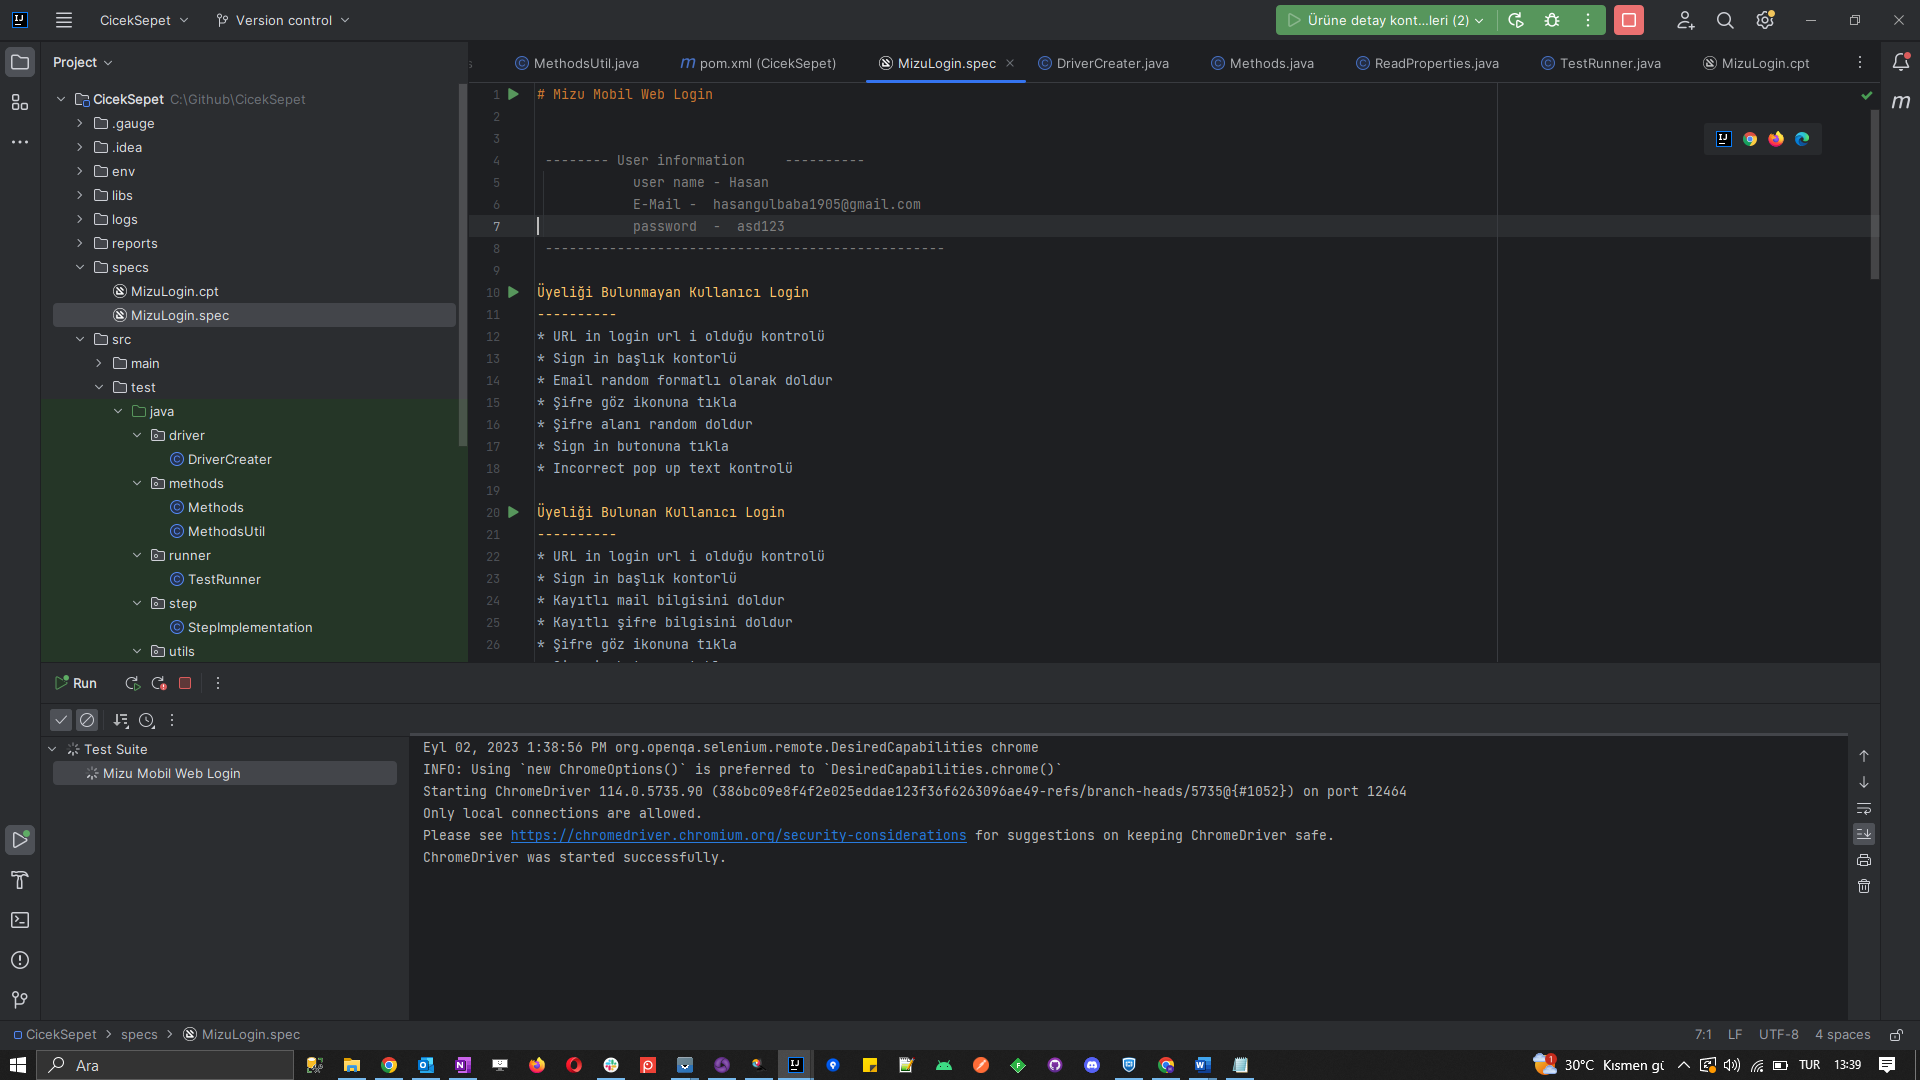 CicekSepet
Version control
Ürüne detay kont...leri (2)
Project
MethodsUtil.java
pom.xml (CicekSepet)
MizuLogin.spec
DriverCreater.java
Methods.java
ReadProperties.java
TestRunner.java
MizuLogin.cpt
CicekSepet C:\Github\CicekSepet
.gauge
.idea
env
libs
logs
reports
specs
MizuLogin.cpt
MizuLogin.spec
src
main
test
java
driver
DriverCreater
methods
Methods
MethodsUtil
runner
TestRunner
step
StepImplementation
utils
1 # Mizu Mobil Web Login
2
3
4 -------- User information ----------
5 user name - Hasan
6 E-Mail - hasangulbaba1905@gmail.com
7 password - asd123
8 --------------------------------------------------
9
10 Üyeliği Bulunmayan Kullanıcı Login
11 ----------
12 * URL in login url i olduğu kontrolü
13 * Sign in başlık kontorlü
14 * Email random formatlı olarak doldur
15 * Şifre göz ikonuna tıkla
16 * Şifre alanı random doldur
17 * Sign in butonuna tıkla
18 * Incorrect pop up text kontrolü
19
20 Üyeliği Bulunan Kullanıcı Login
21 ----------
22 * URL in login url i olduğu kontrolü
23 * Sign in başlık kontorlü
24 * Kayıtlı mail bilgisini doldur
25 * Kayıtlı şifre bilgisini doldur
26 * Şifre göz ikonuna tıkla
Run
Test Suite
Mizu Mobil Web Login
Eyl 02, 2023 1:38:56 PM org.openqa.selenium.remote.DesiredCapabilities chrome
INFO: Using `new ChromeOptions()` is preferred to `DesiredCapabilities.chrome()`
Starting ChromeDriver 114.0.5735.90 (386bc09e8f4f2e025eddae123f36f6263096ae49-refs/branch-heads/5735@{#1052}) on port 12464
Only local connections are allowed.
Please see https://chromedriver.chromium.org/security-considerations for suggestions on keeping ChromeDriver safe.
ChromeDriver was started successfully.
CicekSepet > specs > MizuLogin.spec
7:1 LF UTF-8 4 spaces
Ara
1
30°C Kısmen gü
TUR
13:39